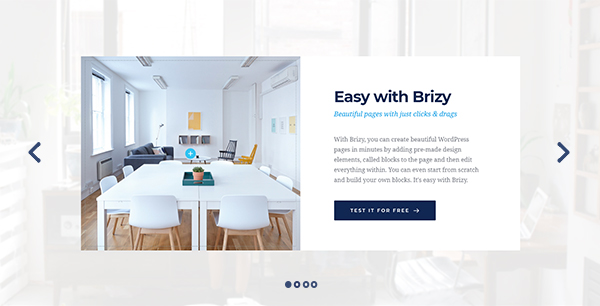 Easy with Brizy
Beautiful pages with just clicks & drags
With Brizy, you can create beautiful WordPress
pages in minutes by adding pre-made design
elements, called blocks to the page and then edit
everything within. You can even start from scratch
and build your own blocks. It's easy with Brizy.
TEST IT FOR FREE →